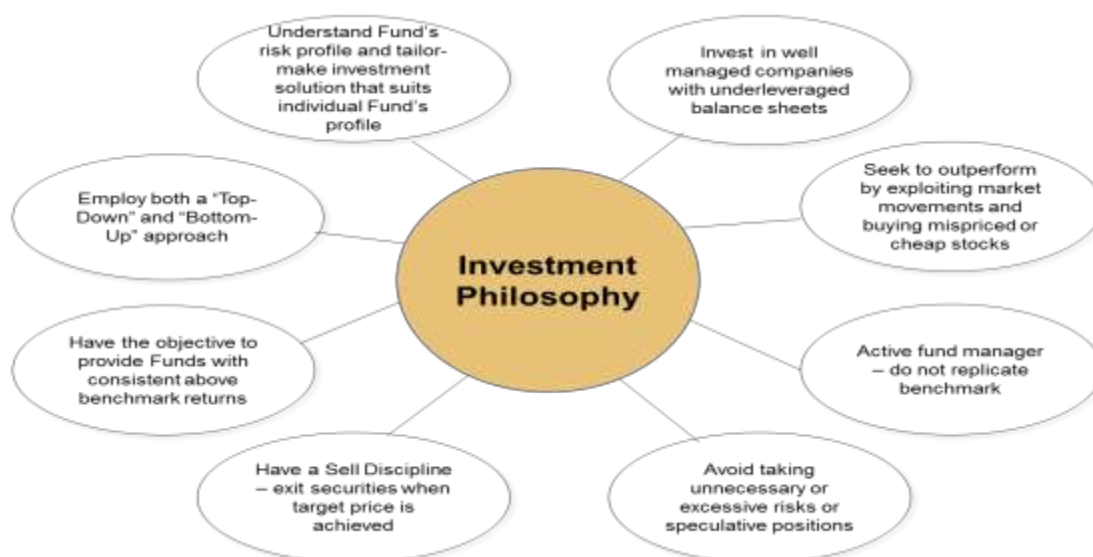 Understand Fund's
risk profile and tailor-
make investment
solution that suits
individual Fund's
profile
Invest in well
managed companies
with underleveraged
balance sheets
Employ both a "Top-
Down" and "Bottom-
Up" approach
Seek to outperform
by exploiting market
movements and
buying mispriced or
cheap stocks
Investment
Philosophy
Have the objective to
provide Funds with
consistent above
benchmark returns
Active fund manager
– do not replicate
benchmark
Have a Sell Discipline
– exit securities when
target price is
achieved
Avoid taking
unnecessary or
excessive risks or
speculative positions